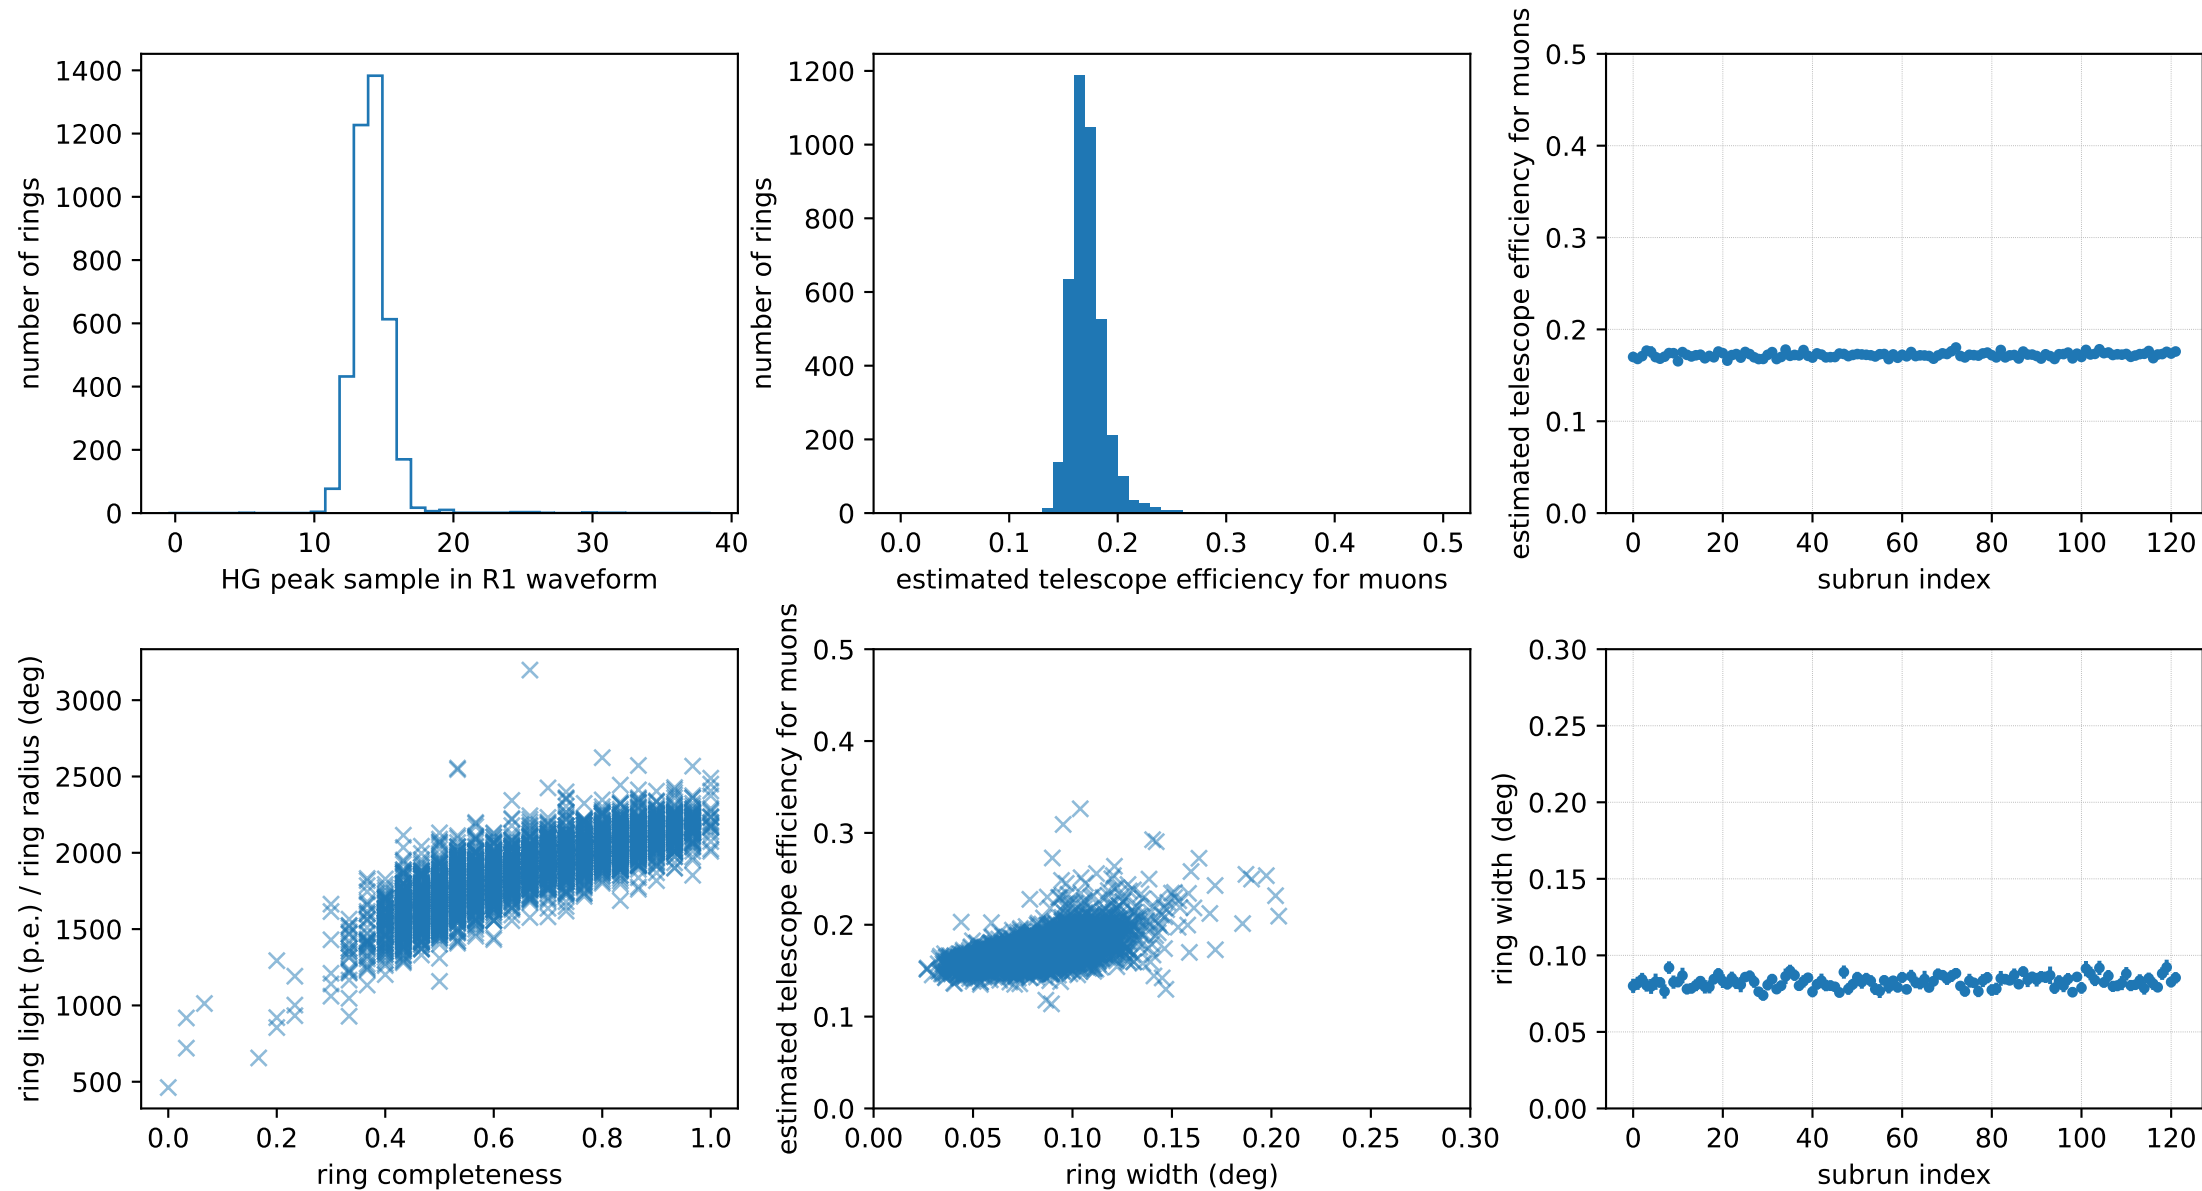 number of rings
1400
1200
1000
800
600
400
200
0
0 10 20 30 40
HG peak sample in R1 waveform
number of rings
1200
1000
800
600
400
200
0
0.0 0.1 0.2 0.3 0.4 0.5
estimated telescope efficiency for muons
estimated telescope efficiency for muons
0.5
0.4
0.3
0.2
0.1
0.0
0 20 40 60 80 100 120
subrun index
ring light (p.e.) / ring radius (deg)
3000
2500
2000
1500
1000
500
0.0 0.2 0.4 0.6 0.8 1.0
ring completeness
estimated telescope efficiency for muons
0.5
0.4
0.3
0.2
0.1
0.0
0.00 0.05 0.10 0.15 0.20 0.25 0.30
ring width (deg)
ring width (deg)
0.30
0.25
0.20
0.15
0.10
0.05
0.00
0 20 40 60 80 100 120
subrun index